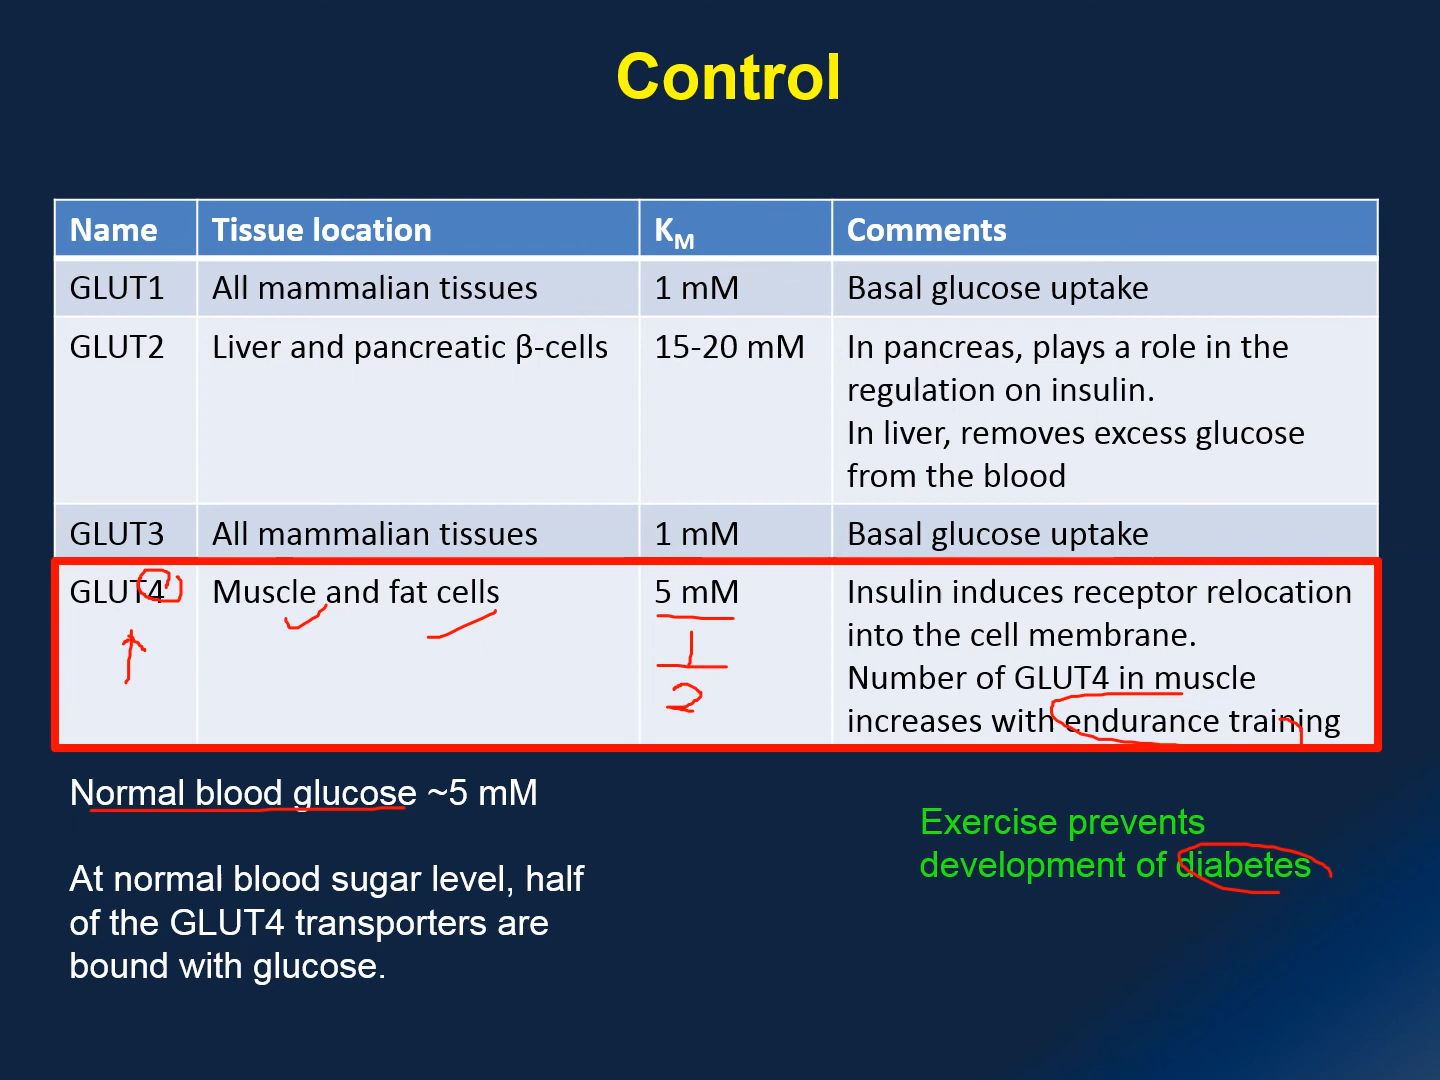 Control
Name Tissue location KM Comments
GLUT1 All mammalian tissues 1 mM Basal glucose uptake
GLUT2 Liver and pancreatic β-cells 15-20 mM In pancreas, plays a role in the
regulation on insulin.
In liver, removes excess glucose
from the blood
GLUT3 All mammalian tissues 1 mM Basal glucose uptake
GLUT4 Muscle and fat cells 5 mM Insulin induces receptor relocation
into the cell membrane.
Number of GLUT4 in muscle
increases with endurance training
1
2
Normal blood glucose ~5 mM
At normal blood sugar level, half
of the GLUT4 transporters are
bound with glucose.
Exercise prevents
development of diabetes